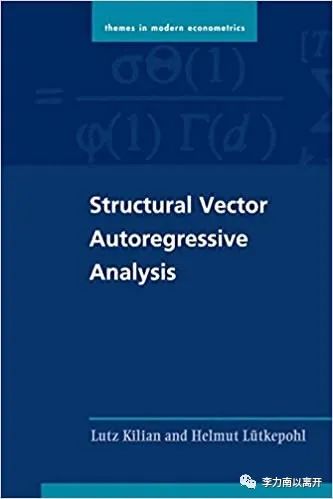 themes in modern econometrics
= σΘ(1)
φ(1) Γ(d)
Structural Vector
Autoregressive
Analysis
Lutz Kilian and Helmut Lütkepohl
李力南以离开